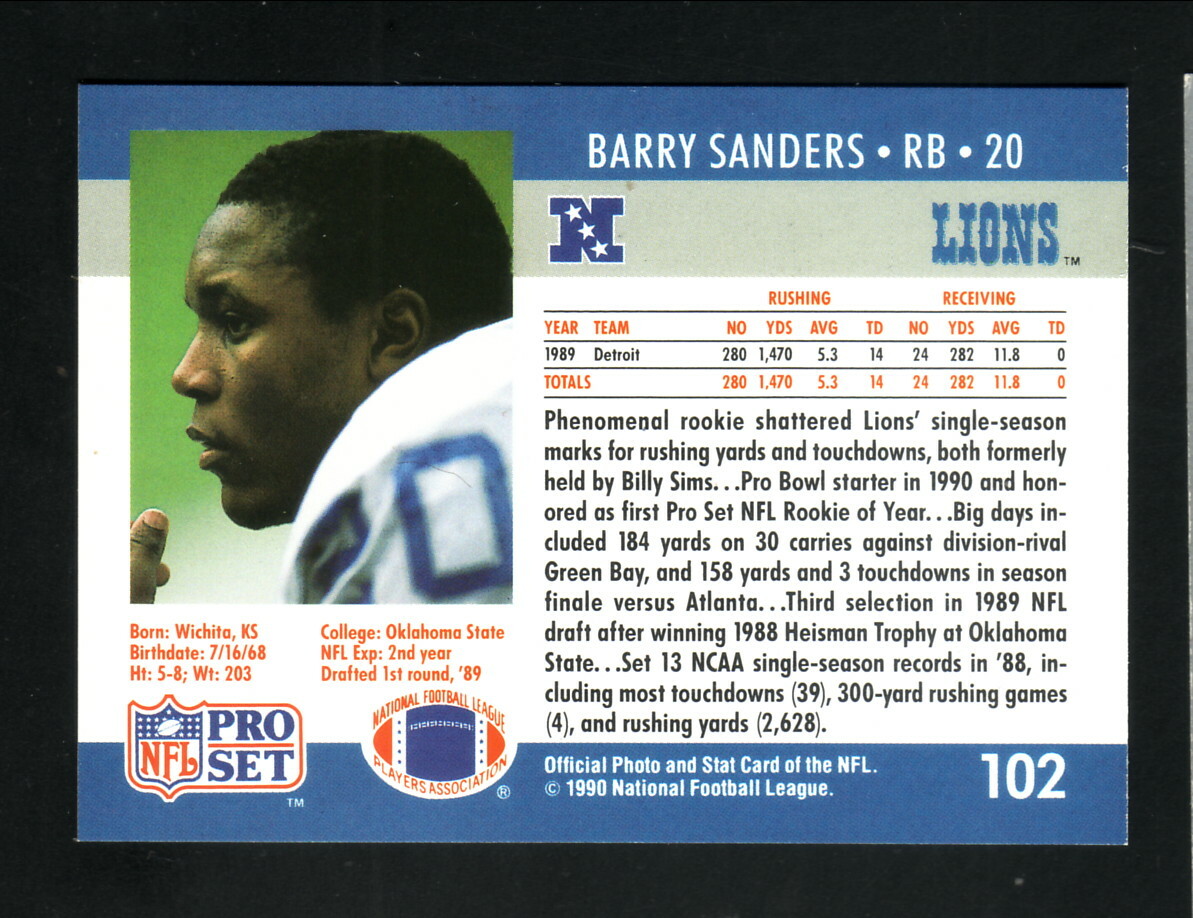 BARRY SANDERS • RB • 20
N
LIONS™
RUSHING RECEIVING
YEAR TEAM NO YDS AVG TD NO YDS AVG TD
1989 Detroit 280 1,470 5.3 14 24 282 11.8 0
TOTALS 280 1,470 5.3 14 24 282 11.8 0
Phenomenal rookie shattered Lions' single-season
marks for rushing yards and touchdowns, both formerly
held by Billy Sims...Pro Bowl starter in 1990 and hon-
ored as first Pro Set NFL Rookie of Year...Big days in-
cluded 184 yards on 30 carries against division-rival
Green Bay, and 158 yards and 3 touchdowns in season
finale versus Atlanta...Third selection in 1989 NFL
draft after winning 1988 Heisman Trophy at Oklahoma
State...Set 13 NCAA single-season records in '88, in-
cluding most touchdowns (39), 300-yard rushing games
(4), and rushing yards (2,628).
0
Born: Wichita, KS
Birthdate: 7/16/68
Ht: 5-8; Wt: 203
College: Oklahoma State
NFL Exp: 2nd year
Drafted 1st round, '89
NFL
PRO
SET
™
NATIONAL FOOTBALL LEAGUE
PLAYERS ASSOCIATION
®
Official Photo and Stat Card of the NFL.
© 1990 National Football League.
102